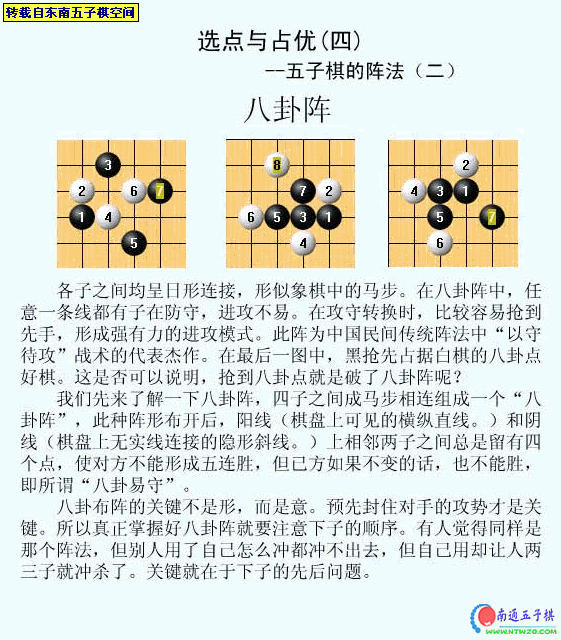 转载自东南五子棋空间
选点与占优(四)
--五子棋的阵法（二）
八卦阵
3
2 6 7
1 4
5
8
7 2
6 5 3 1
4
2
4 3 1
5 7
6
各子之间均呈日形连接，形似象棋中的马步。在八卦阵中，任
意一条线都有子在防守，进攻不易。在攻守转换时，比较容易抢到
先手，形成强有力的进攻模式。此阵为中国民间传统阵法中“以守
待攻”战术的代表杰作。在最后一图中，黑抢先占据白棋的八卦点
好棋。这是否可以说明，抢到八卦点就是破了八卦阵呢？
我们先来了解一下八卦阵，四子之间成马步相连组成一个“八
卦阵”，此种阵形布开后，阳线（棋盘上可见的横纵直线。）和阴
线（棋盘上无实线连接的隐形斜线。）上相邻两子之间总是留有四
个点，使对方不能形成五连胜，但己方如果不变的话，也不能胜，
即所谓“八卦易守”。
八卦布阵的关键不是形，而是意。预先封住对手的攻势才是关
键。所以真正掌握好八卦阵就要注意下子的顺序。有人觉得同样是
那个阵法，但别人用了自己怎么冲都冲不出去，但自己用却让人两
三子就冲杀了。关键就在于下子的先后问题。
南通五子棋
WWW.NTWZQ.COM